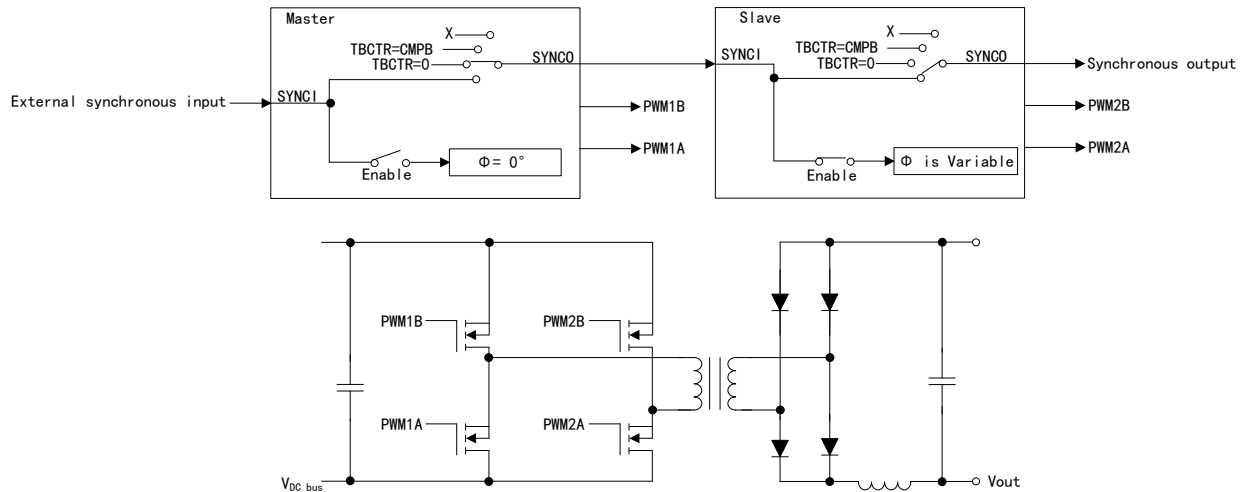 Master
X
TBCTR=CMPB
TBCTR=0
SYNCO
SYNCI
External synchronous input
PWM1B
PWM1A
Φ= 0°
Enable
Slave
X
TBCTR=CMPB
TBCTR=0
SYNCO
SYNCI
Synchronous output
PWM2B
PWM2A
Φ is Variable
Enable
PWM1B
PWM2B
PWM1A
PWM2A
VDC bus
Vout